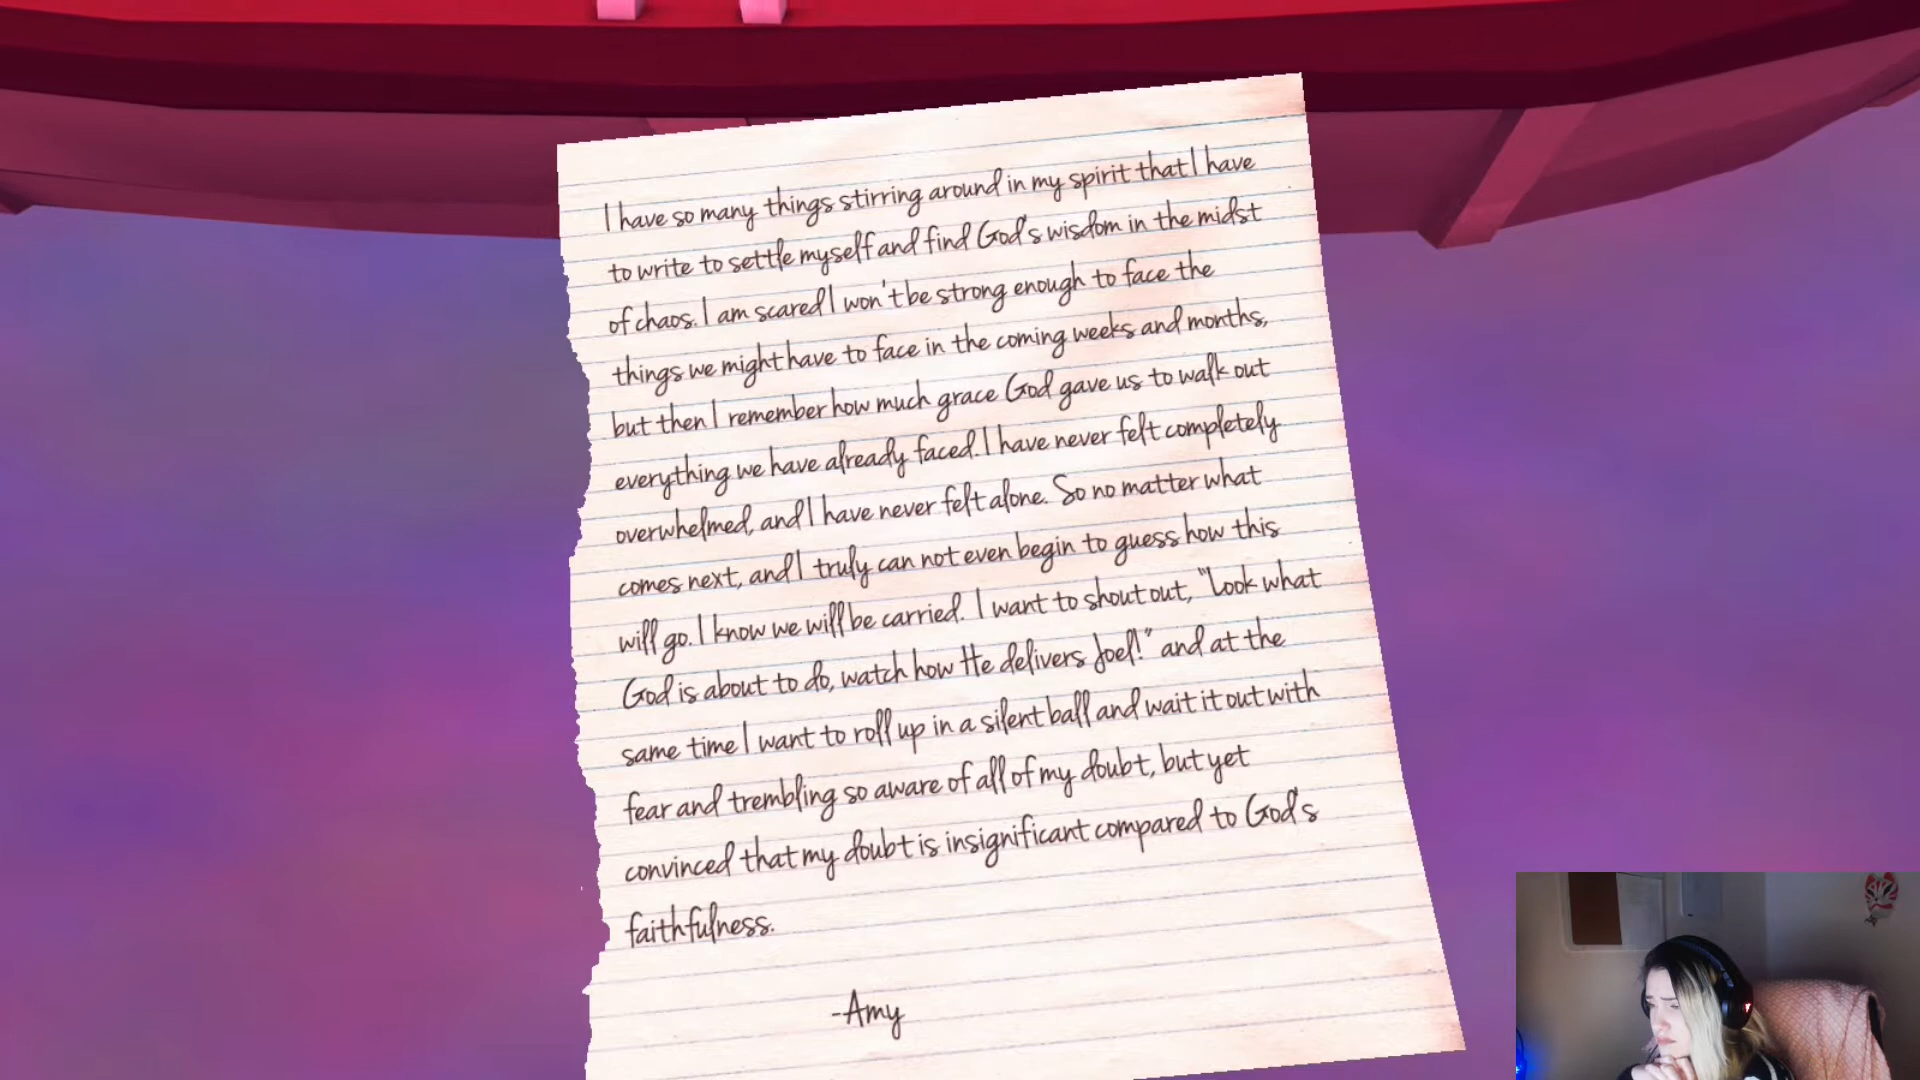 I have so many things stirring around in my spirit that I have
to write to settle myself and find God's wisdom in the midst
of chaos. I am scared I won't be strong enough to face the
things we might have to face in the coming weeks and months,
but then I remember how much grace God gave us to walk out
everything we have already faced. I have never felt completely
overwhelmed, and I have never felt alone. So no matter what
comes next, and I truly can not even begin to guess how this
will go. I know we will be carried. I want to shout out, "Look what
God is about to do, watch how He delivers Joel!" and at the
same time I want to roll up in a silent ball and wait it out with
fear and trembling so aware of all of my doubt, but yet
convinced that my doubt is insignificant compared to God's
faithfulness.
-Amy